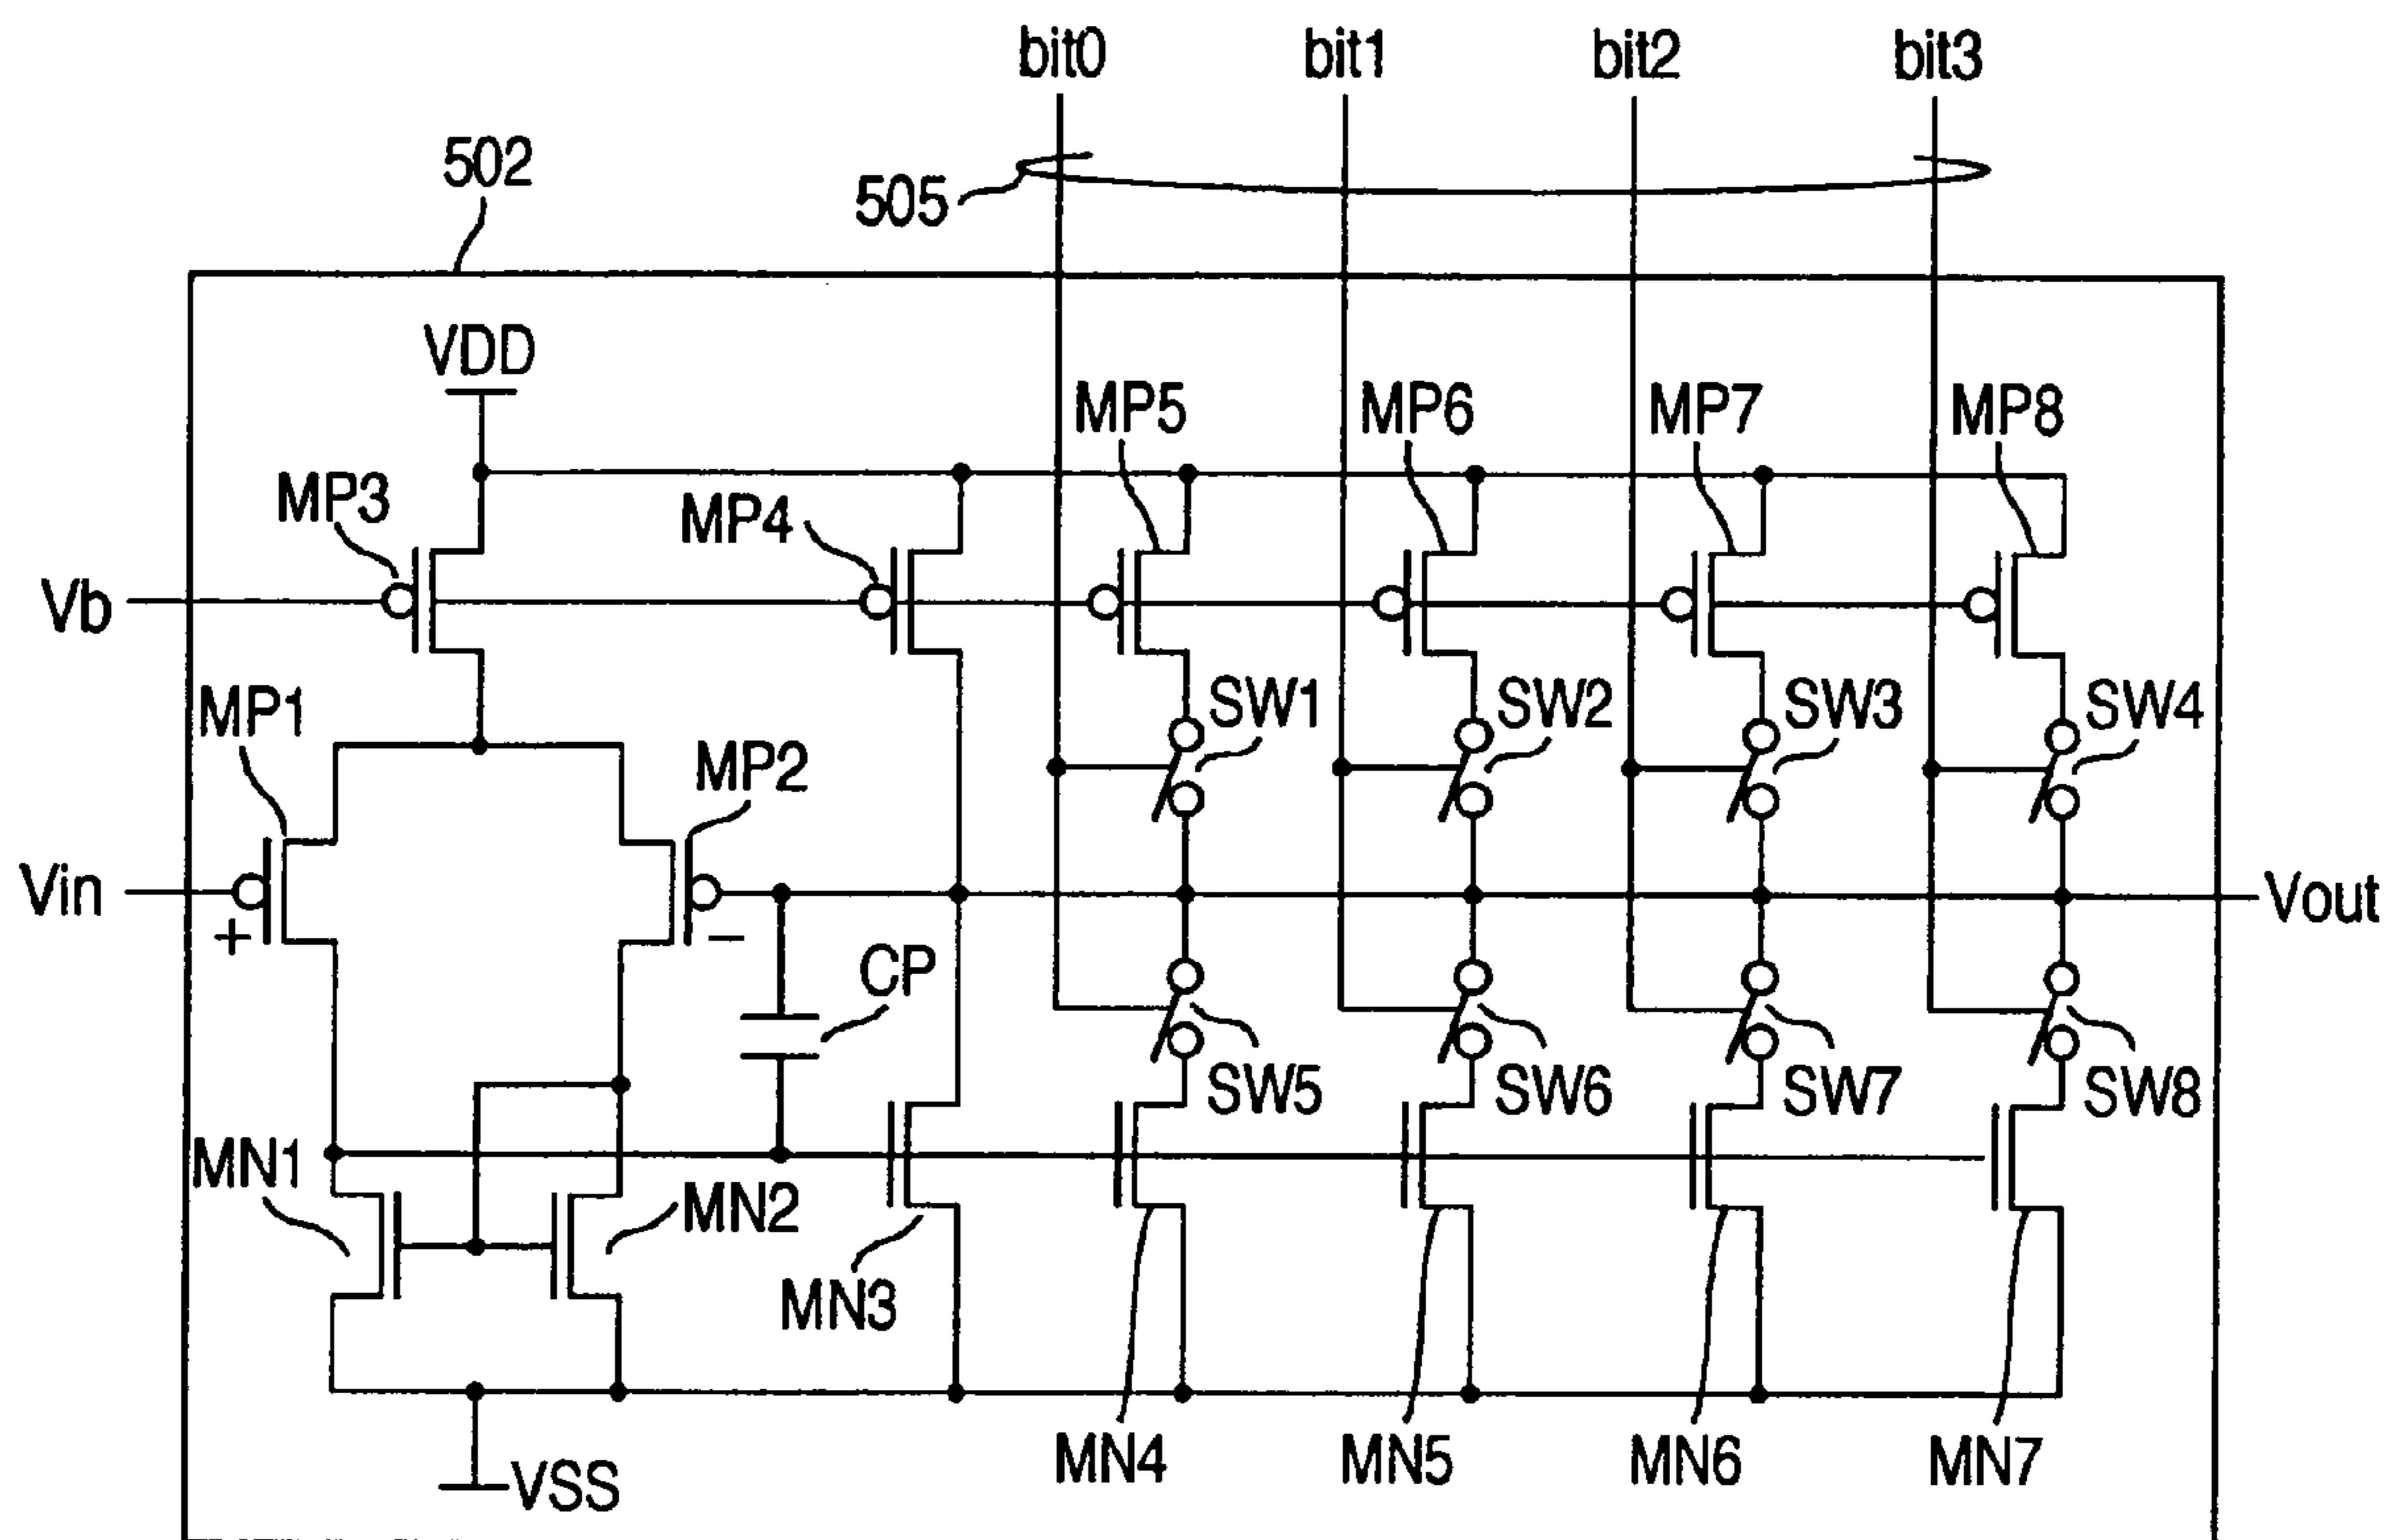 bit0 bit1 bit2 bit3
502
505
VDD
MP3 MP4 MP5 MP6 MP7 MP8
Vb
MP1 MP2 SW1 SW2 SW3 SW4
Vin + − Vout
CP
SW5 SW6 SW7 SW8
MN1 MN2
MN3
MN4 MN5 MN6 MN7
VSS